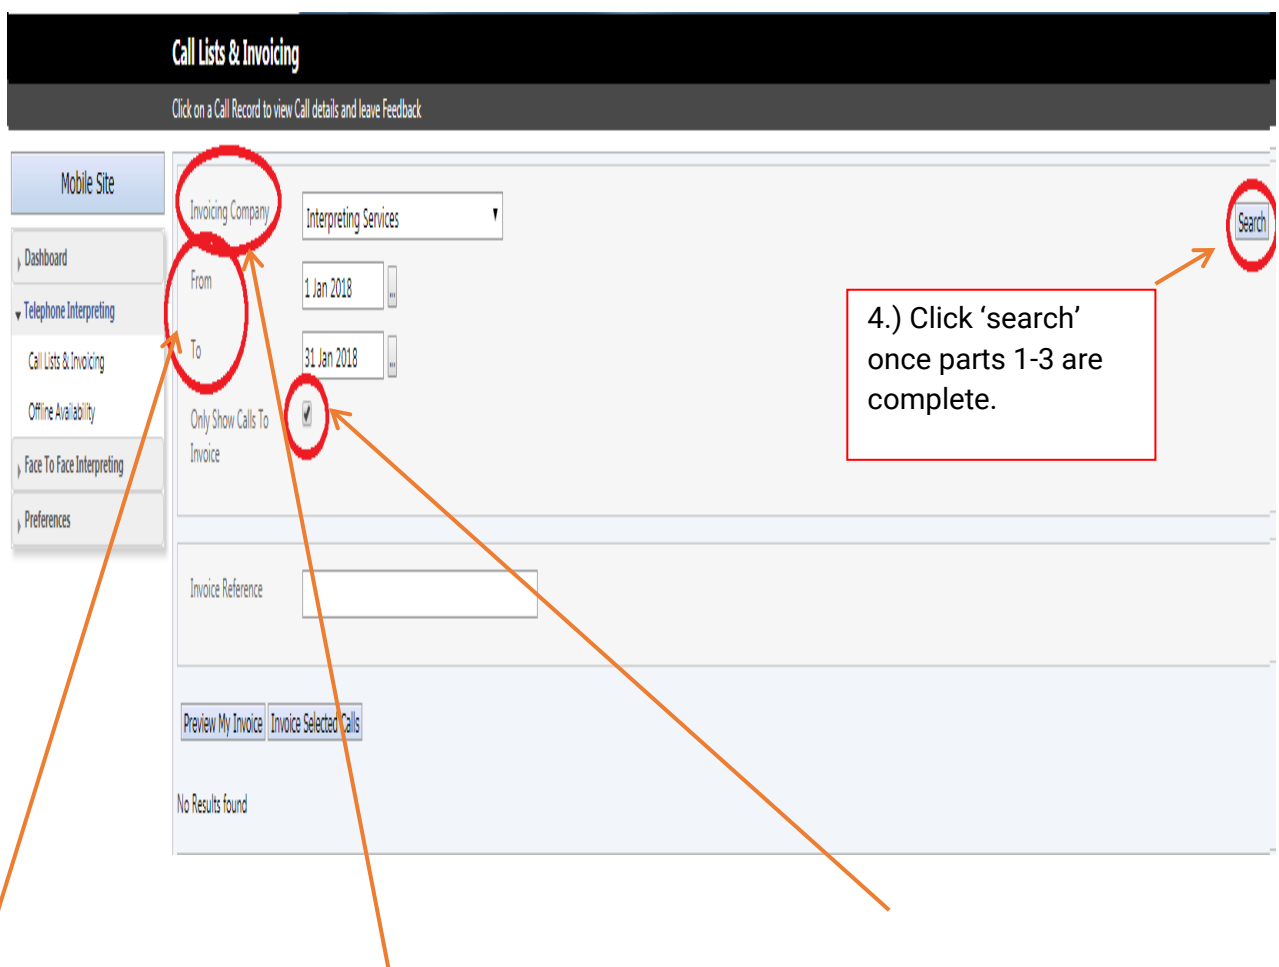 Call Lists & Invoicing
Click on a Call Record to view Call details and leave Feedback
Mobile Site
Dashboard
Telephone Interpreting
Call Lists & Invoicing
Offline Availability
Face To Face Interpreting
Preferences
Invoicing Company
Interpreting Services
Search
From
1 Jan 2018
...
To
31 Jan 2018
...
Only Show Calls To
Invoice
4.) Click ‘search’
once parts 1-3 are
complete.
Invoice Reference
Preview My Invoice
Invoice Selected Calls
No Results found